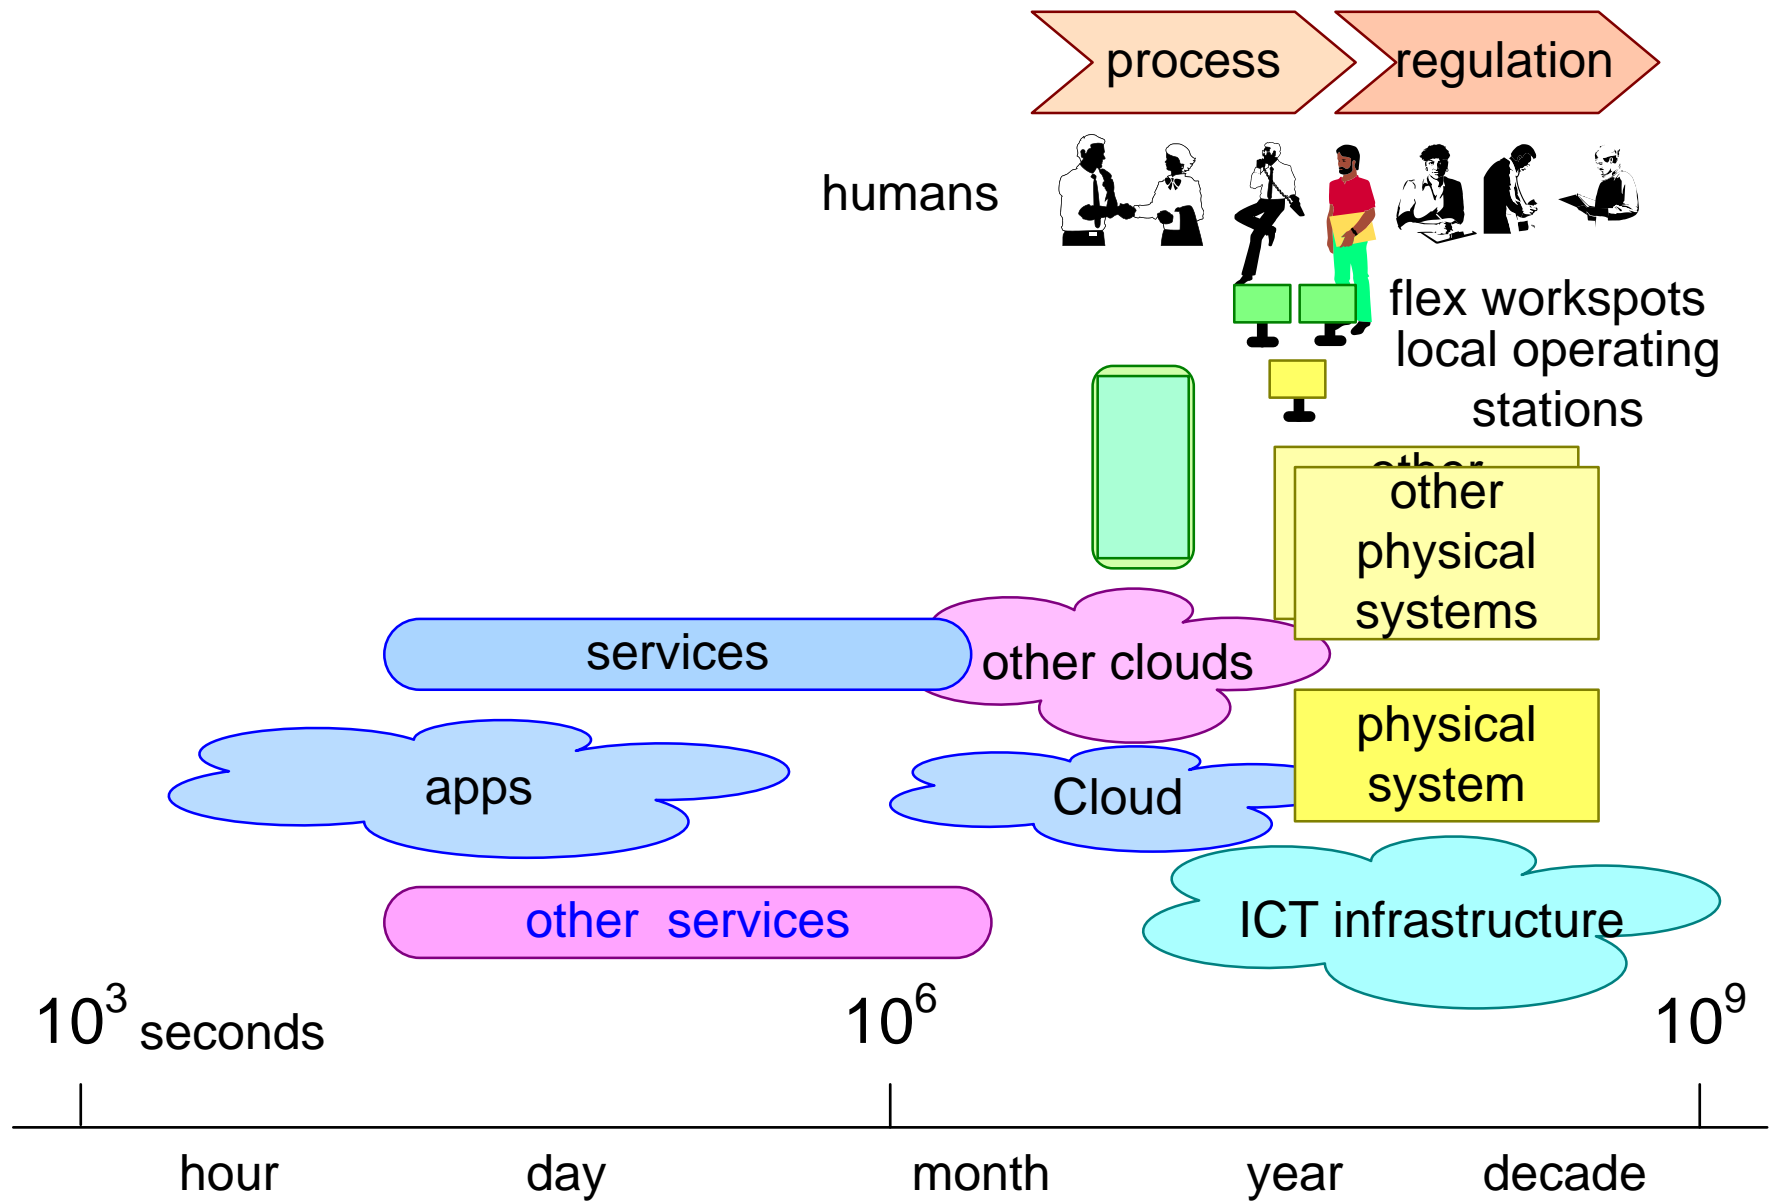 process
regulation
humans
flex workspots
local operating
stations
other
other
physical
systems
services
other clouds
physical
system
apps
Cloud
other  services
ICT infrastructure
10³ seconds
10⁶
10⁹
hour
day
month
year
decade